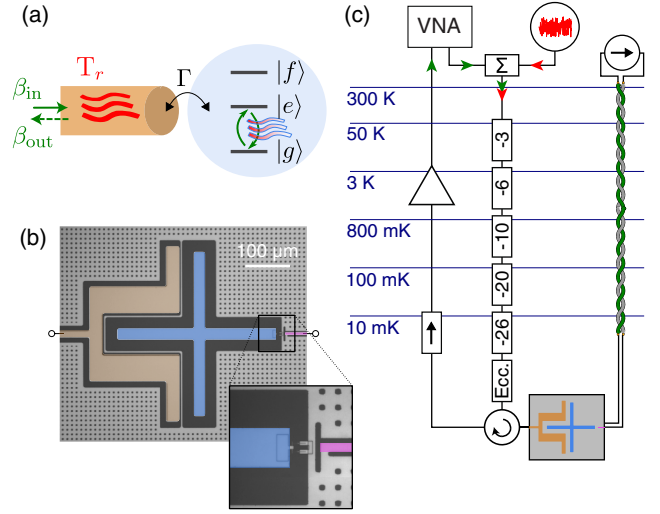 (a)
T_r
Γ
β_in
β_out
|f⟩
|e⟩
|g⟩
(b)
100 μm
(c)
VNA
Σ
300 K
-3
50 K
-6
3 K
-10
800 mK
-20
100 mK
-26
10 mK
Ecc.